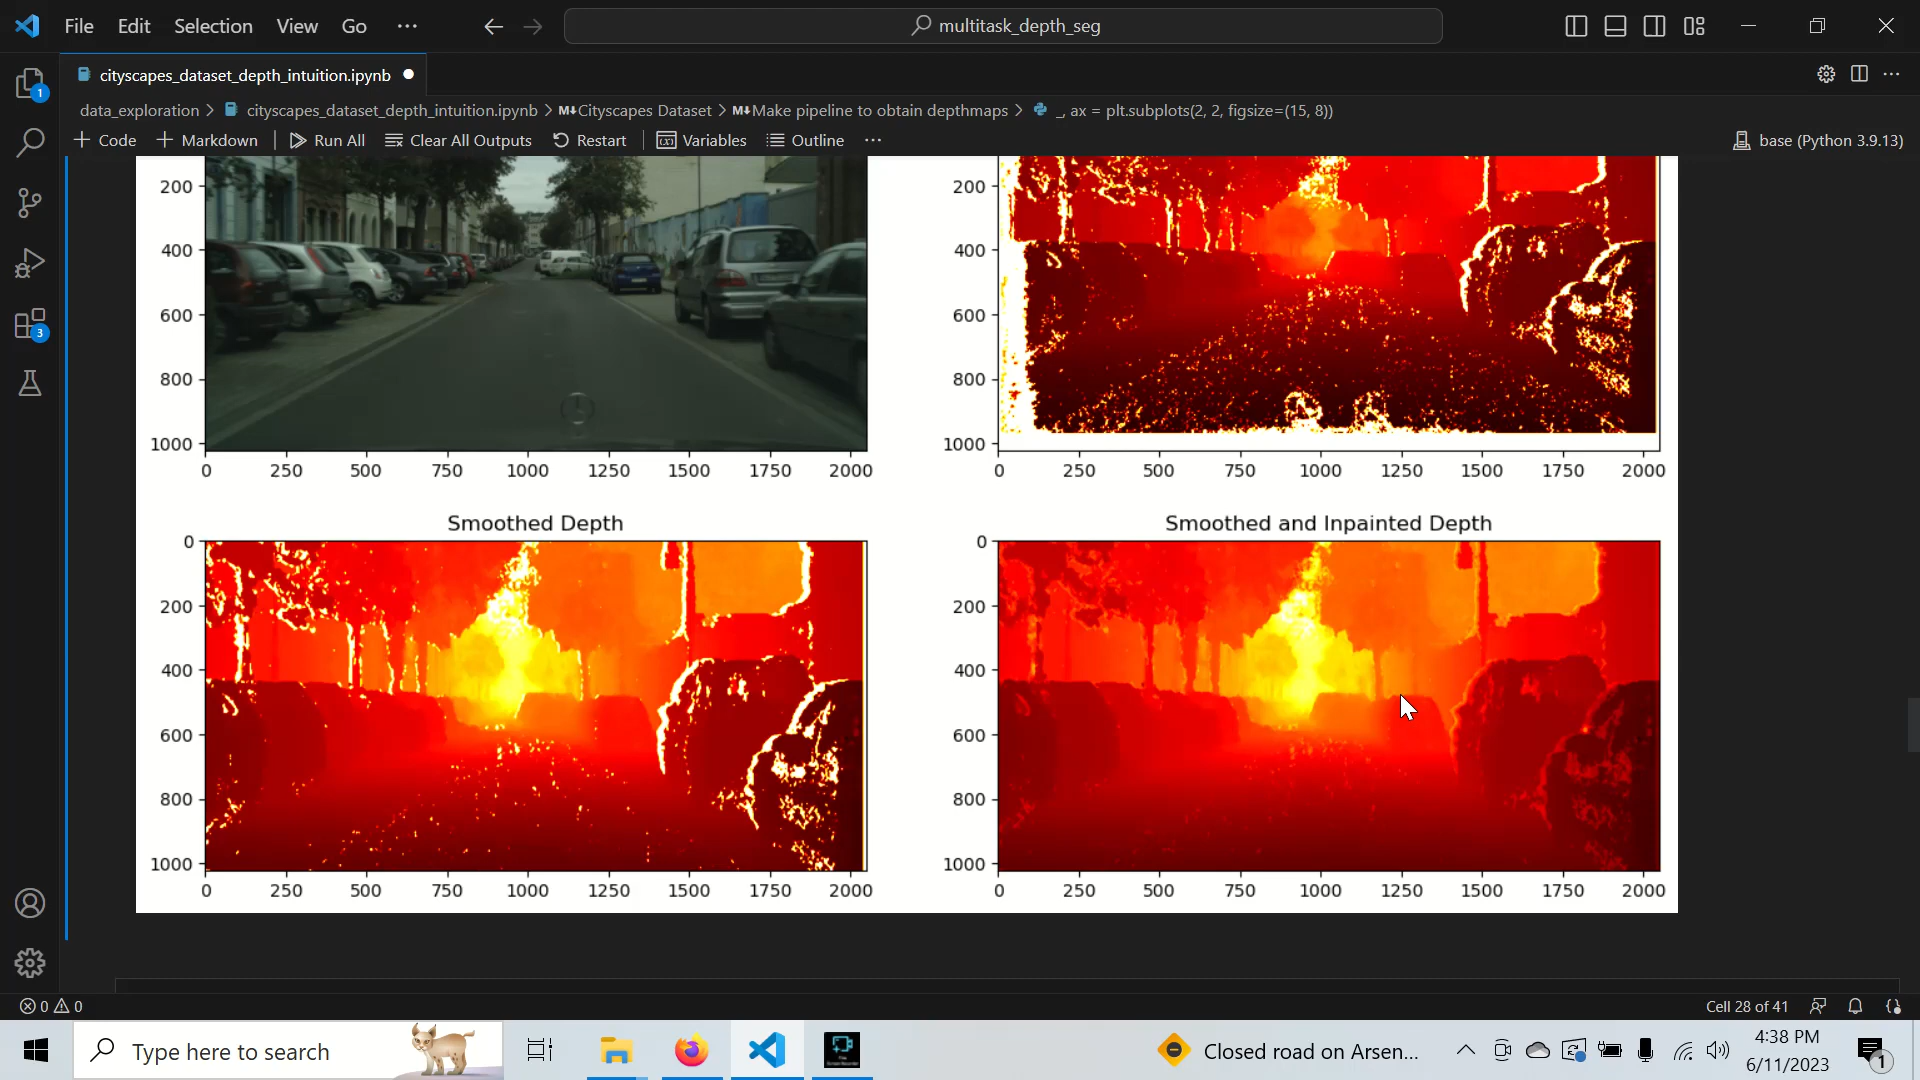 File Edit Selection View Go ···
multitask_depth_seg
cityscapes_dataset_depth_intuition.ipynb
data_exploration > cityscapes_dataset_depth_intuition.ipynb > M↓Cityscapes Dataset > M↓Make pipeline to obtain depthmaps > _, ax = plt.subplots(2, 2, figsize=(15, 8))
+ Code + Markdown | Run All Clear All Outputs Restart | Variables Outline ···
base (Python 3.9.13)
1
3
200
400
600
800
1000
0 250 500 750 1000 1250 1500 1750 2000
200
400
600
800
1000
0 250 500 750 1000 1250 1500 1750 2000
Smoothed Depth
0
200
400
600
800
1000
0 250 500 750 1000 1250 1500 1750 2000
Smoothed and Inpainted Depth
0
200
400
600
800
1000
0 250 500 750 1000 1250 1500 1750 2000
0 0
Cell 28 of 41
Type here to search
Closed road on Arsen...
4:38 PM
6/11/2023
1